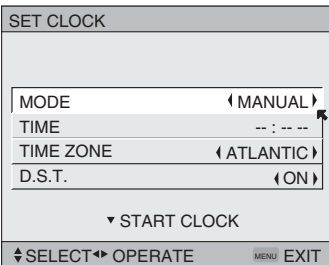 SET CLOCK
MODE MANUAL
TIME -- : -- --
TIME ZONE ATLANTIC
D.S.T. ON
START CLOCK
SELECT OPERATE MENU EXIT